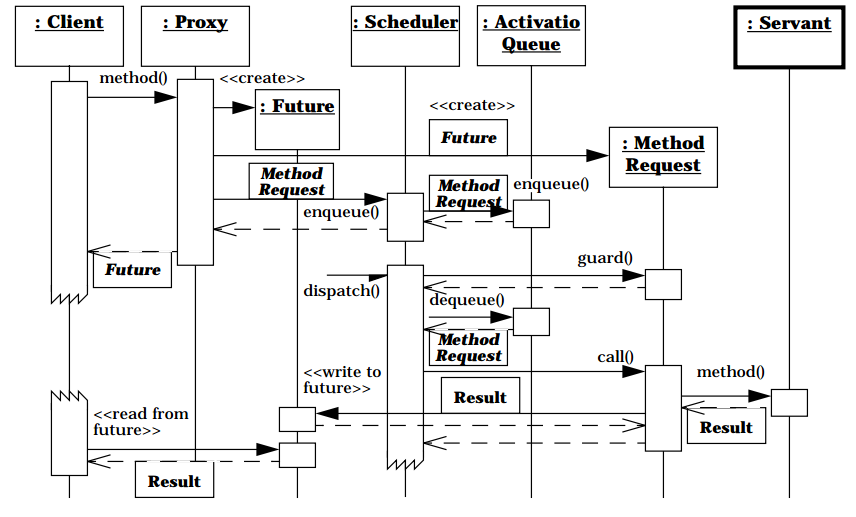 : Client
: Proxy
: Scheduler
: Activatio
Queue
: Servant
method()
<<create>>
: Future
<<create>>
Future
: Method
Request
Method
Request
Method
Request
enqueue()
enqueue()
Future
guard()
dispatch()
dequeue()
Method
Request
call()
<<write to
future>>
method()
Result
<<read from
future>>
Result
Result